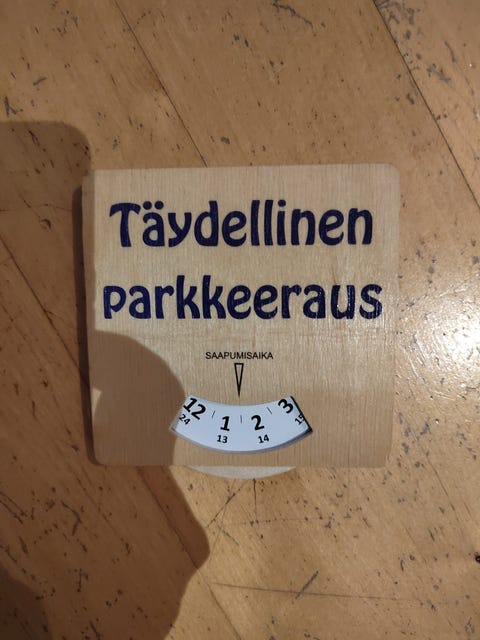 Täydellinen
parkkeeraus
SAAPUMISAIKA
12 1 2 3
24 13 14 15